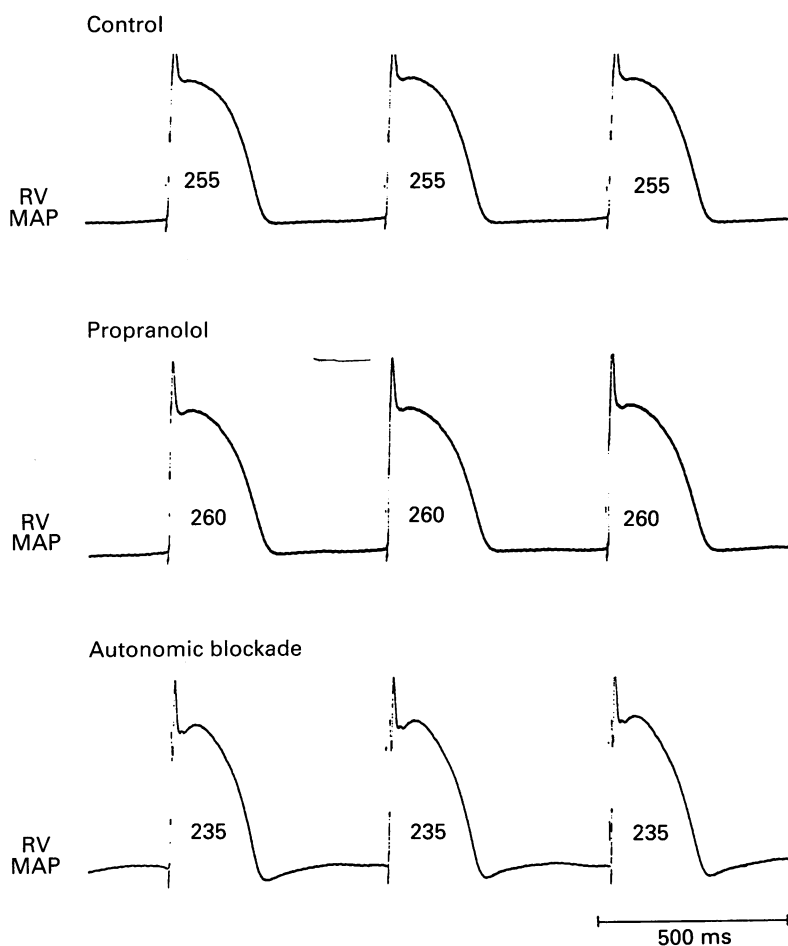 Control
255 255 255
RV
MAP
Propranolol
260 260 260
RV
MAP
Autonomic blockade
235 235 235
RV
MAP
500 ms